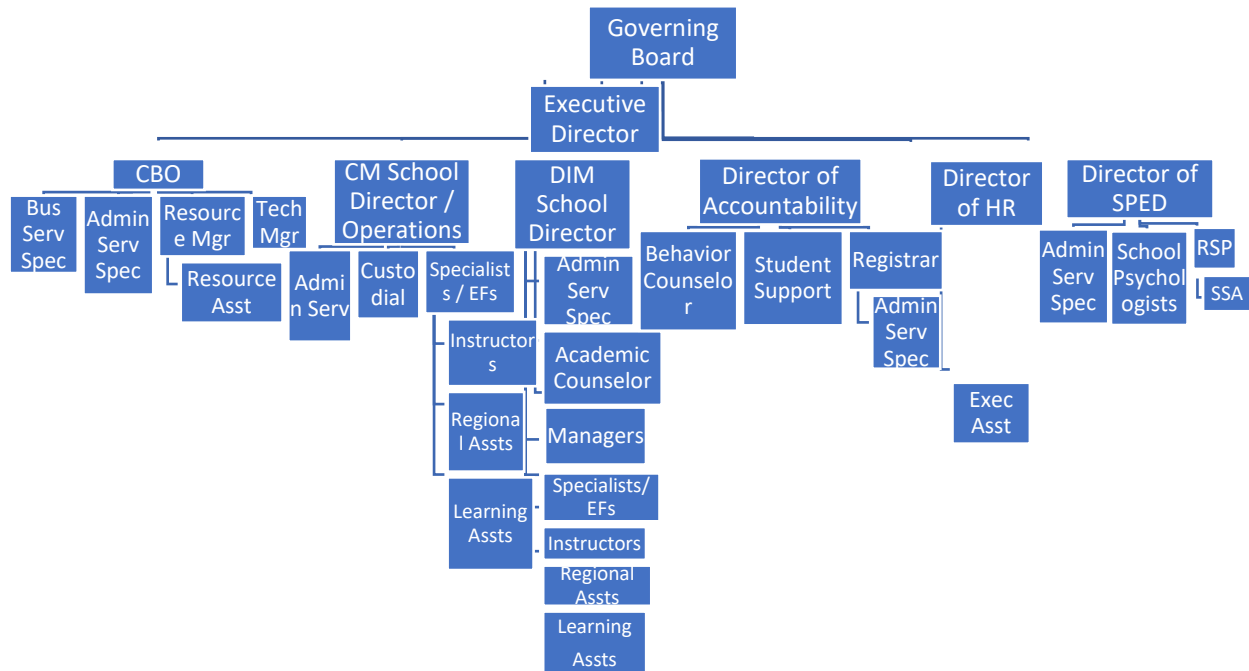 Governing
Board
Executive
Director
CBO
CM School
Director /
Operations
DIM
School
Director
Director of
Accountability
Director
of HR
Director of
SPED
Bus
Serv
Spec
Admin
Serv
Spec
Resourc
e Mgr
Tech
Mgr
Resource
Asst
Admi
n Serv
Custo
dial
Specialist
s / EFs
Instructor
s
Regiona
l Assts
Learning
Assts
Admin
Serv
Spec
Academic
Counselor
Managers
Specialists/
EFs
Instructors
Regional
Assts
Learning
Assts
Behavior
Counselo
r
Student
Support
Registrar
Admin
Serv
Spec
Exec
Asst
Admin
Serv
Spec
School
Psychol
ogists
RSP
SSA